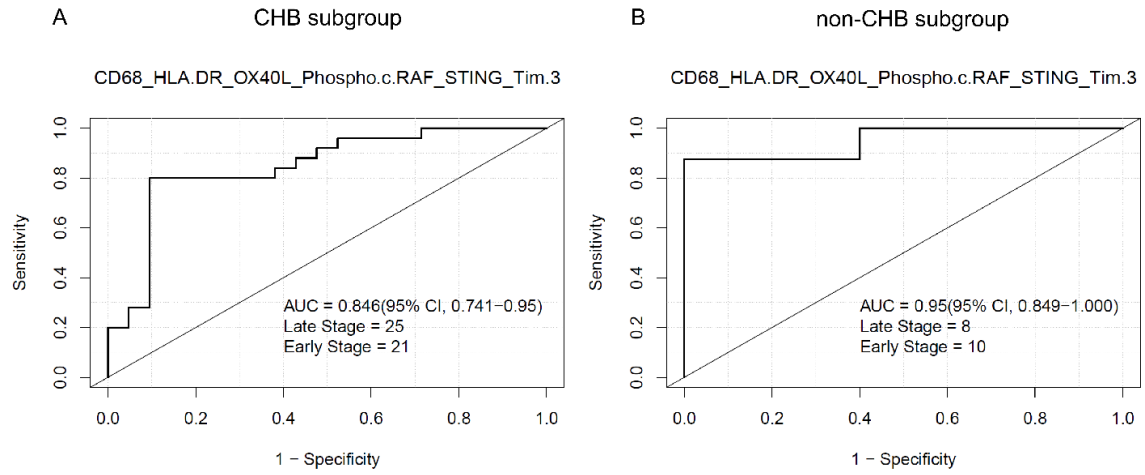 A
CHB subgroup
CD68_HLA.DR_OX40L_Phospho.c.RAF_STING_Tim.3
Sensitivity
1.0
0.8
0.6
0.4
0.2
0.0
AUC = 0.846(95% CI, 0.741−0.95)
Late Stage = 25
Early Stage = 21
0.0 0.2 0.4 0.6 0.8 1.0
1 − Specificity
B
non-CHB subgroup
CD68_HLA.DR_OX40L_Phospho.c.RAF_STING_Tim.3
Sensitivity
1.0
0.8
0.6
0.4
0.2
0.0
AUC = 0.95(95% CI, 0.849−1.000)
Late Stage = 8
Early Stage = 10
0.0 0.2 0.4 0.6 0.8 1.0
1 − Specificity